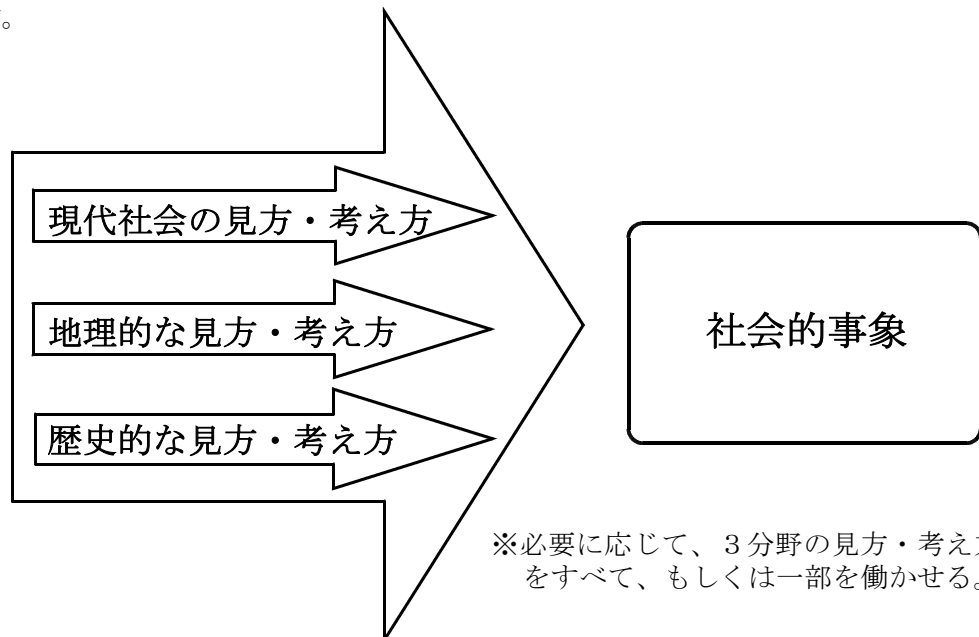 。
現代社会の見方・考え方
地理的な見方・考え方
社会的事象
歴史的な見方・考え方
※必要に応じて、３分野の見方・考え方
をすべて、もしくは一部を働かせる。